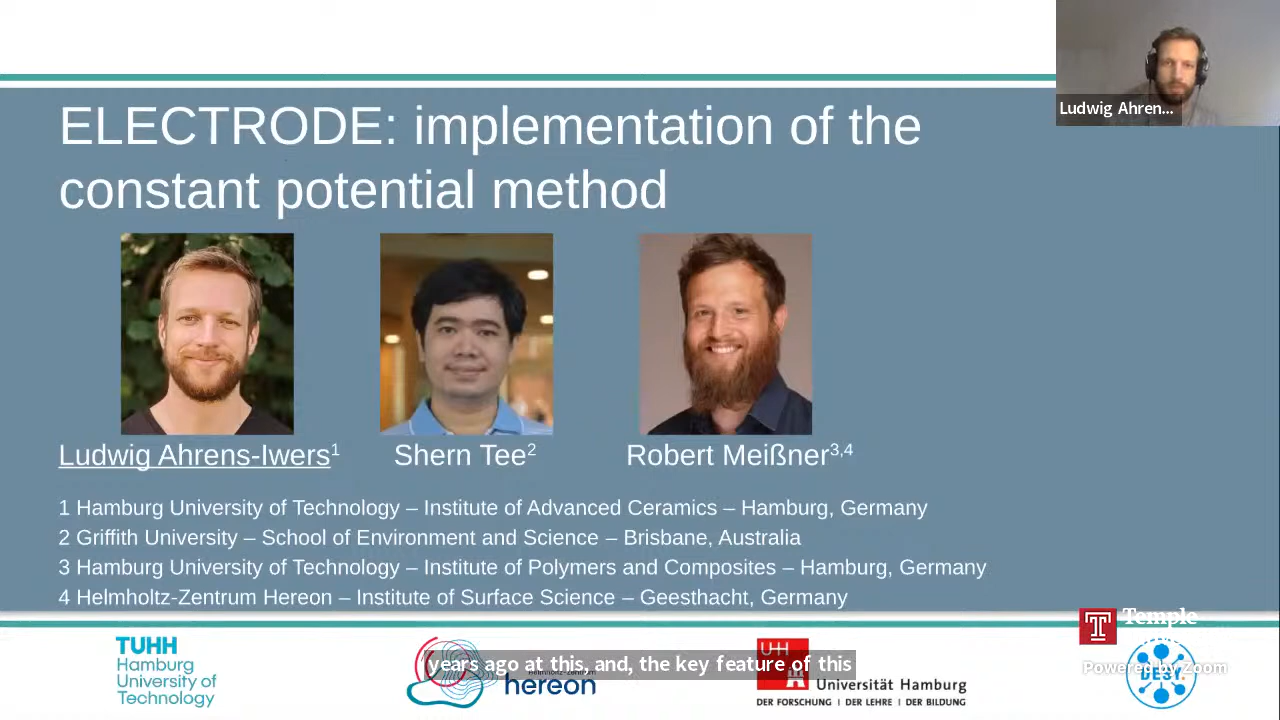 Ludwig Ahren...
ELECTRODE: implementation of the
constant potential method
Ludwig Ahrens-Iwers1
Shern Tee2
Robert Meißner3,4
1 Hamburg University of Technology – Institute of Advanced Ceramics – Hamburg, Germany
2 Griffith University – School of Environment and Science – Brisbane, Australia
3 Hamburg University of Technology – Institute of Polymers and Composites – Hamburg, Germany
4 Helmholtz-Zentrum Hereon – Institute of Surface Science – Geesthacht, Germany
TUHH
Hamburg
University of
Technology
years ago at this, and, the key feature of this
Helmholtz-Zentrum
hereon
UH
Universität Hamburg
DER FORSCHUNG | DER LEHRE | DER BILDUNG
T Temple
Powered by Zoom
DESY.